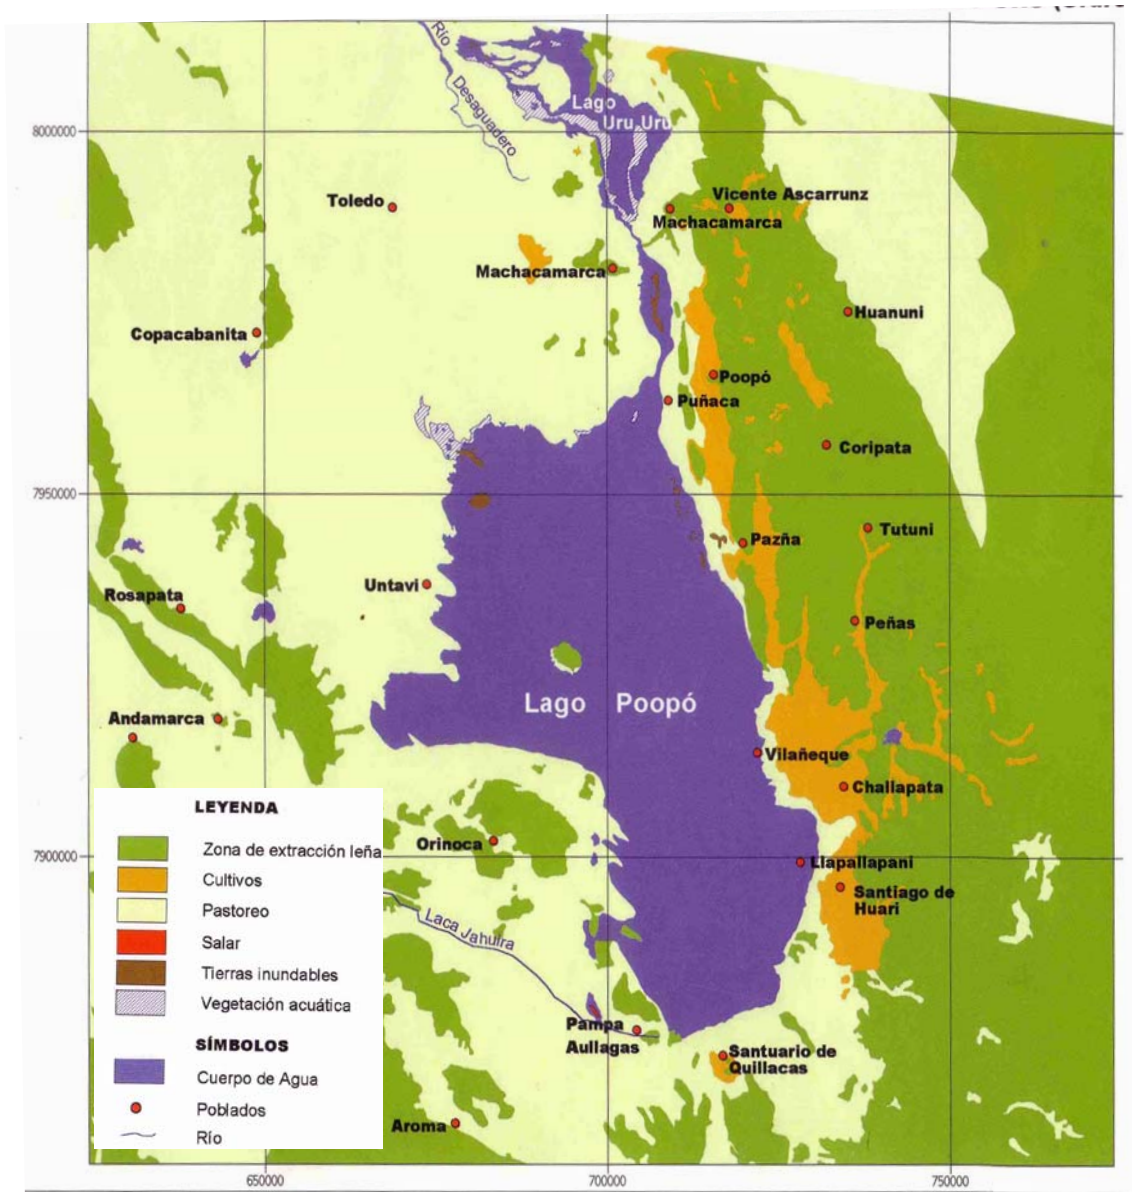 Río
Desaguadero
Lago
Uru Uru
8000000
Toledo
Vicente Ascarrunz
Machacamarca
Machacamarca
Copacabanita
Huanuni
Poopó
Puñaca
Coripata
7950000
Tutuni
Pazña
Untavi
Rosapata
Peñas
Lago Poopó
Andamarca
Vilañeque
Challapata
Orinoca
7900000
Llapallapani
Santiago de
Huari
Laca Jahuira
Pampa
Aullagas
Santuario de
Quillacas
Aroma
LEYENDA
Zona de extracción leña
Cultivos
Pastoreo
Salar
Tierras inundables
Vegetación acuática
SÍMBOLOS
Cuerpo de Agua
Poblados
Río
650000
700000
750000